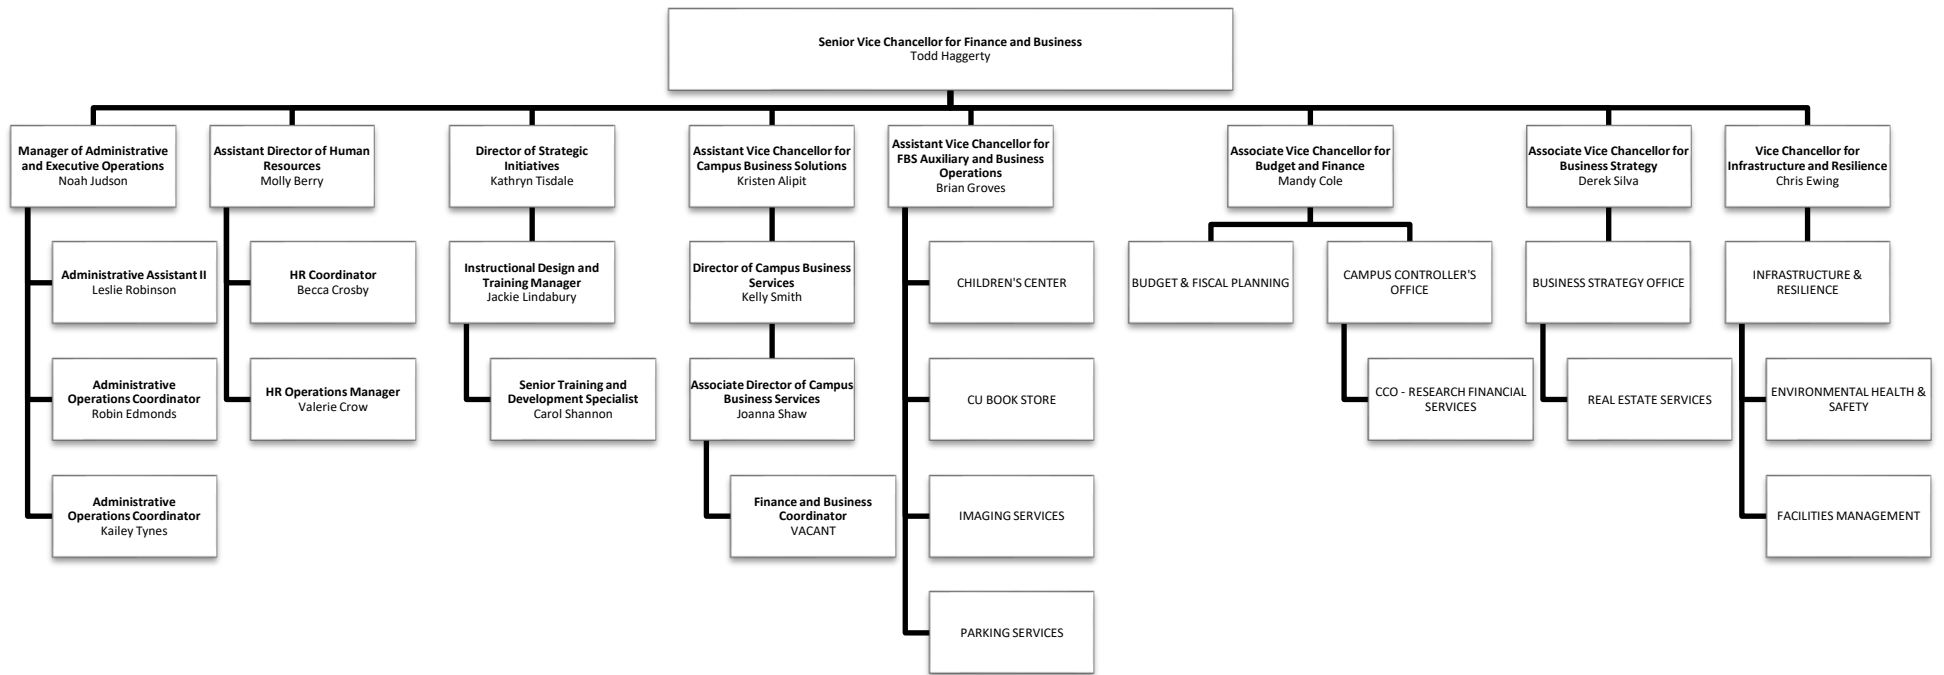 Senior Vice Chancellor for Finance and Business
Todd Haggerty
Manager of Administrative
and Executive Operations
Noah Judson
Assistant Director of Human
Resources
Molly Berry
Director of Strategic
Initiatives
Kathryn Tisdale
Assistant Vice Chancellor for
Campus Business Solutions
Kristen Alipit
Assistant Vice Chancellor for
FBS Auxiliary and Business
Operations
Brian Groves
Associate Vice Chancellor for
Budget and Finance
Mandy Cole
Associate Vice Chancellor for
Business Strategy
Derek Silva
Vice Chancellor for
Infrastructure and Resilience
Chris Ewing
Administrative Assistant II
Leslie Robinson
HR Coordinator
Becca Crosby
Instructional Design and
Training Manager
Jackie Lindabury
Director of Campus Business
Services
Kelly Smith
CHILDREN'S CENTER
BUDGET & FISCAL PLANNING
CAMPUS CONTROLLER'S
OFFICE
BUSINESS STRATEGY OFFICE
INFRASTRUCTURE &
RESILIENCE
Administrative
Operations Coordinator
Robin Edmonds
HR Operations Manager
Valerie Crow
Senior Training and
Development Specialist
Carol Shannon
Associate Director of Campus
Business Services
Joanna Shaw
CU BOOK STORE
CCO - RESEARCH FINANCIAL
SERVICES
REAL ESTATE SERVICES
ENVIRONMENTAL HEALTH &
SAFETY
Administrative
Operations Coordinator
Kailey Tynes
Finance and Business
Coordinator
VACANT
IMAGING SERVICES
FACILITIES MANAGEMENT
PARKING SERVICES